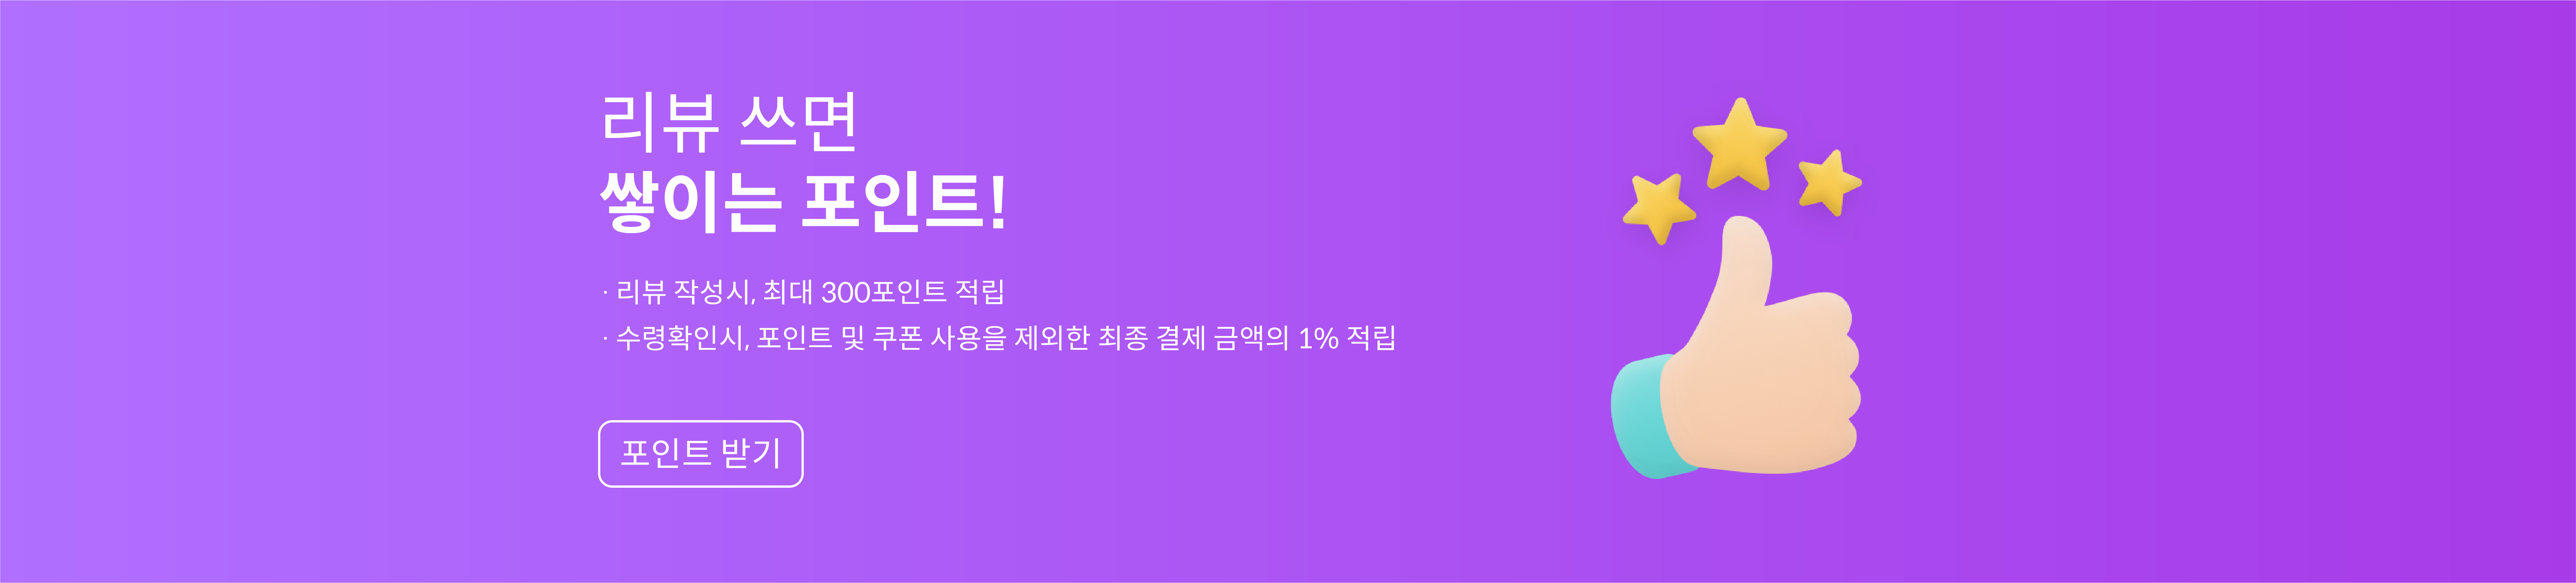 리뷰 쓰면
쌓이는 포인트!
· 리뷰 작성시, 최대 300포인트 적립
· 수령확인시, 포인트 및 쿠폰 사용을 제외한 최종 결제 금액의 1% 적립
포인트 받기